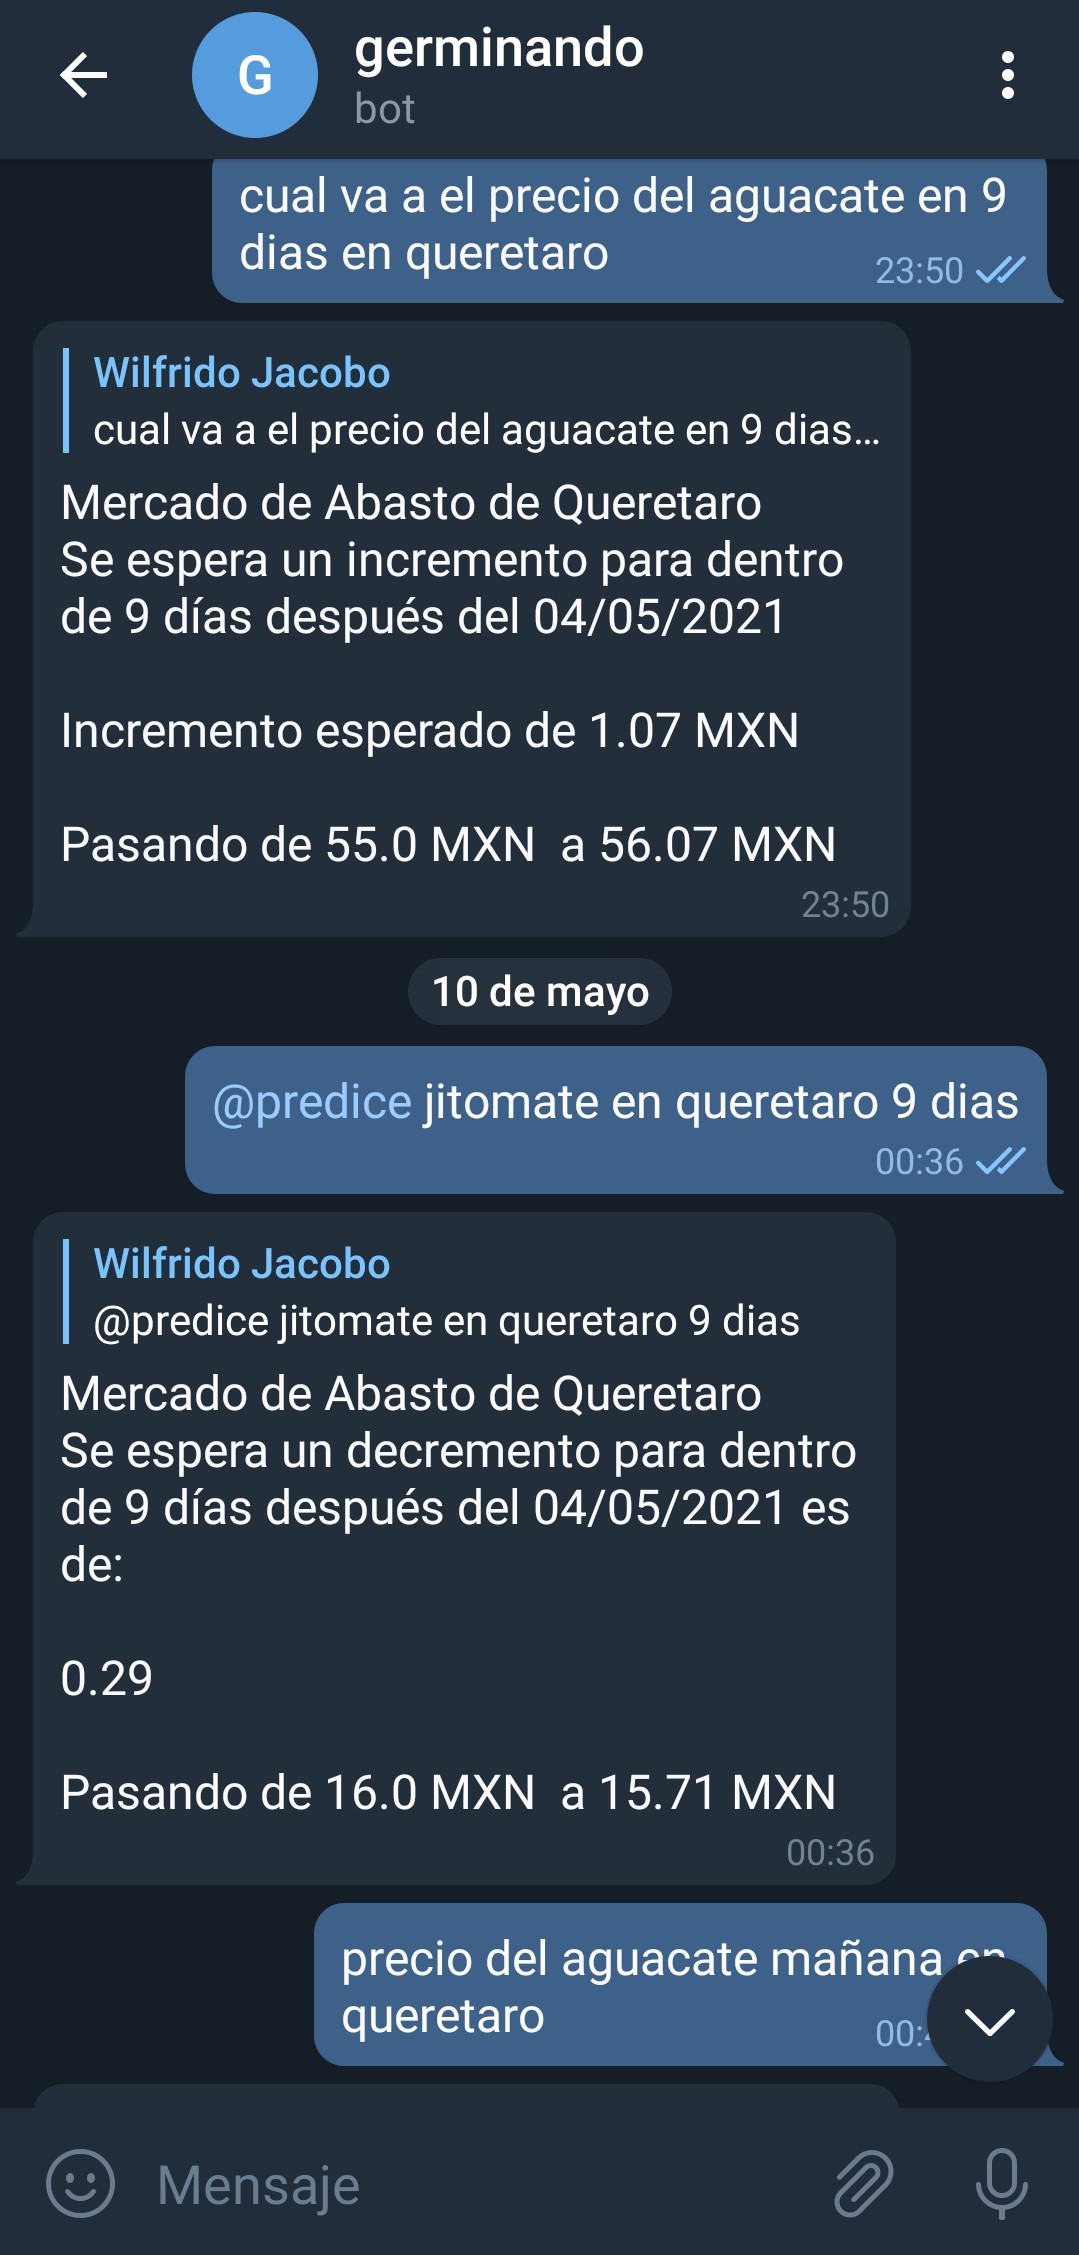 G
germinando
bot
cual va a el precio del aguacate en 9
dias en queretaro
23:50
Wilfrido Jacobo
cual va a el precio del aguacate en 9 dias...
Mercado de Abasto de Queretaro
Se espera un incremento para dentro
de 9 días después del 04/05/2021
Incremento esperado de 1.07 MXN
Pasando de 55.0 MXN  a 56.07 MXN
23:50
10 de mayo
@predice jitomate en queretaro 9 dias
00:36
Wilfrido Jacobo
@predice jitomate en queretaro 9 dias
Mercado de Abasto de Queretaro
Se espera un decremento para dentro
de 9 días después del 04/05/2021 es
de:
0.29
Pasando de 16.0 MXN  a 15.71 MXN
00:36
precio del aguacate mañana en
queretaro
Mensaje